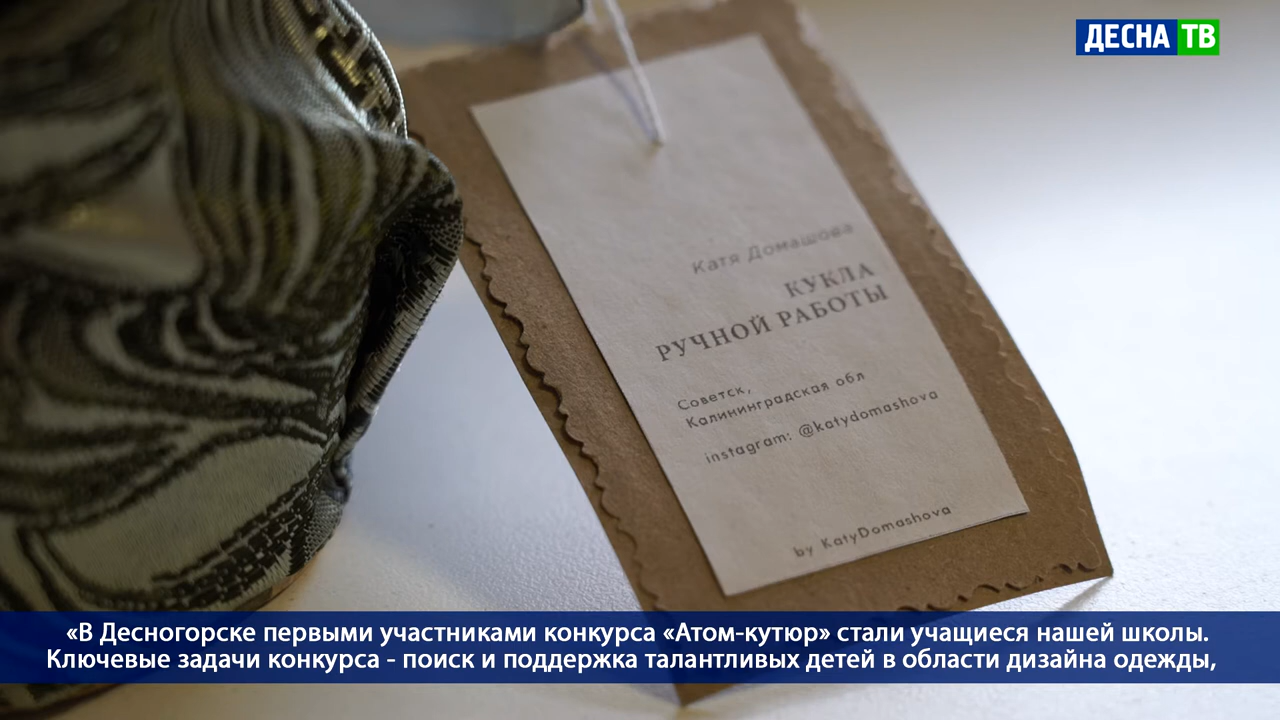 ДЕСНА ТВ
Катя Домашова
КУКЛА
РУЧНОЙ РАБОТЫ
Советск,
Калининградская обл
instagram: @katydomashova
by KatyDomashova
«В Десногорске первыми участниками конкурса «Атом-кутюр» стали учащиеся нашей школы.
Ключевые задачи конкурса - поиск и поддержка талантливых детей в области дизайна одежды,